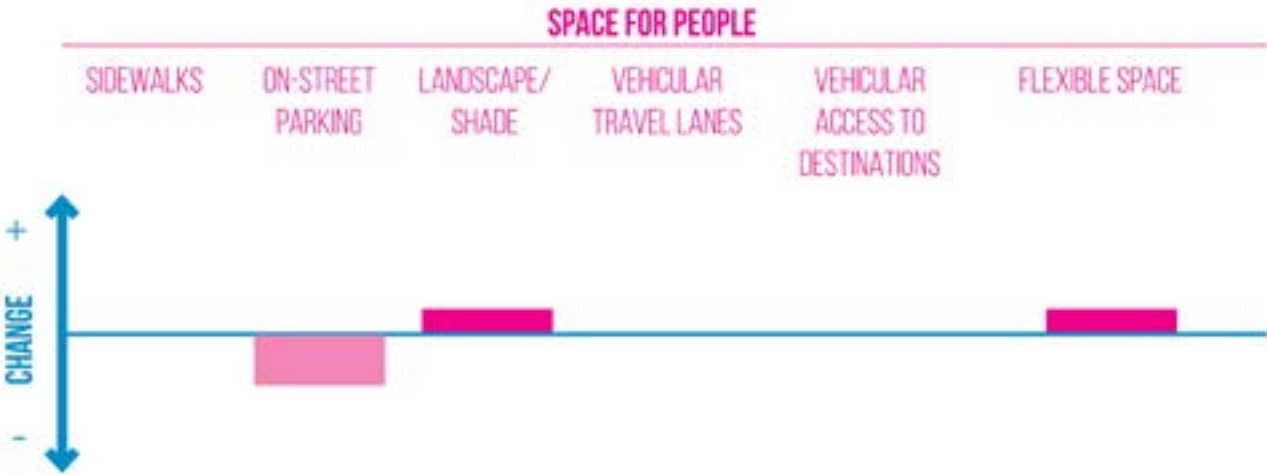 SPACE FOR PEOPLE
SIDEWALKS
ON-STREET
PARKING
LANDSCAPE/
SHADE
VEHICULAR
TRAVEL LANES
VEHICULAR
ACCESS TO
DESTINATIONS
FLEXIBLE SPACE
+
CHANGE
-